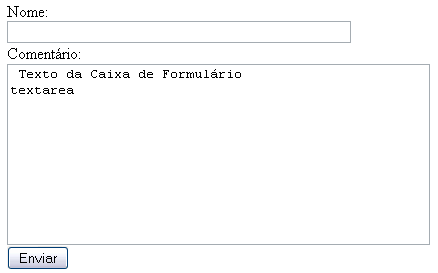 Nome:
Comentário:
Texto da Caixa de Formulário
textarea
Enviar